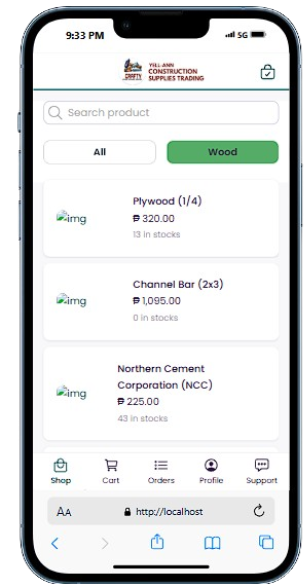 9:33 PM
5G
YELL-ANN
CRAFTY CONSTRUCTION
SUPPLIES TRADING
Search product
All
Wood
img
Plywood (1/4)
₱ 320.00
13 in stocks
img
Channel Bar (2x3)
₱ 1,095.00
0 in stocks
img
Northern Cement
Corporation (NCC)
₱ 225.00
43 in stocks
Shop Cart Orders Profile Support
AA http://localhost